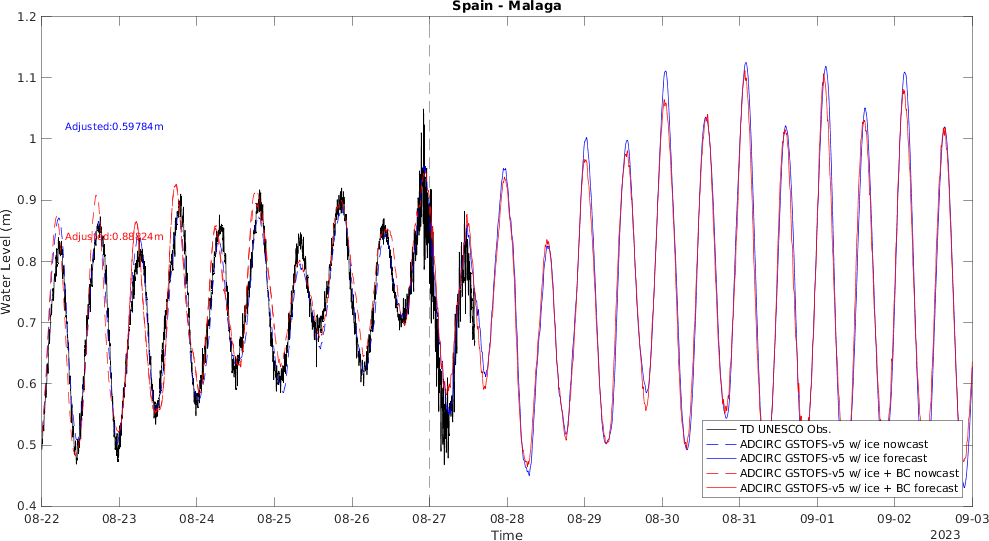 Spain - Malaga
Water Level (m)
1.2
1.1
1
0.9
0.8
0.7
0.6
0.5
0.4
Adjusted:0.59784m
Adjusted:0.88824m
TD UNESCO Obs.
ADCIRC GSTOFS-v5 w/ ice nowcast
ADCIRC GSTOFS-v5 w/ ice forecast
ADCIRC GSTOFS-v5 w/ ice + BC nowcast
ADCIRC GSTOFS-v5 w/ ice + BC forecast
08-22 08-23 08-24 08-25 08-26 08-27 08-28 08-29 08-30 08-31 09-01 09-02 09-03
Time
2023